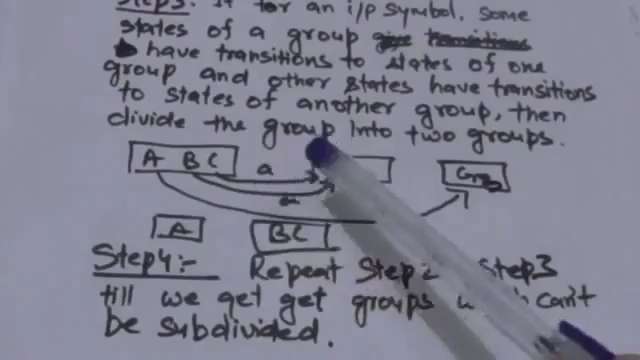 Step3:- If for an i/p symbol, some
states of a group
have transitions to states of one
group and other states have transitions
to states of another group, then
divide the group into two groups.
A B C a
a
A BC
Step4:- Repeat Step2 Step3
till we get get groups can't
be subdivided.